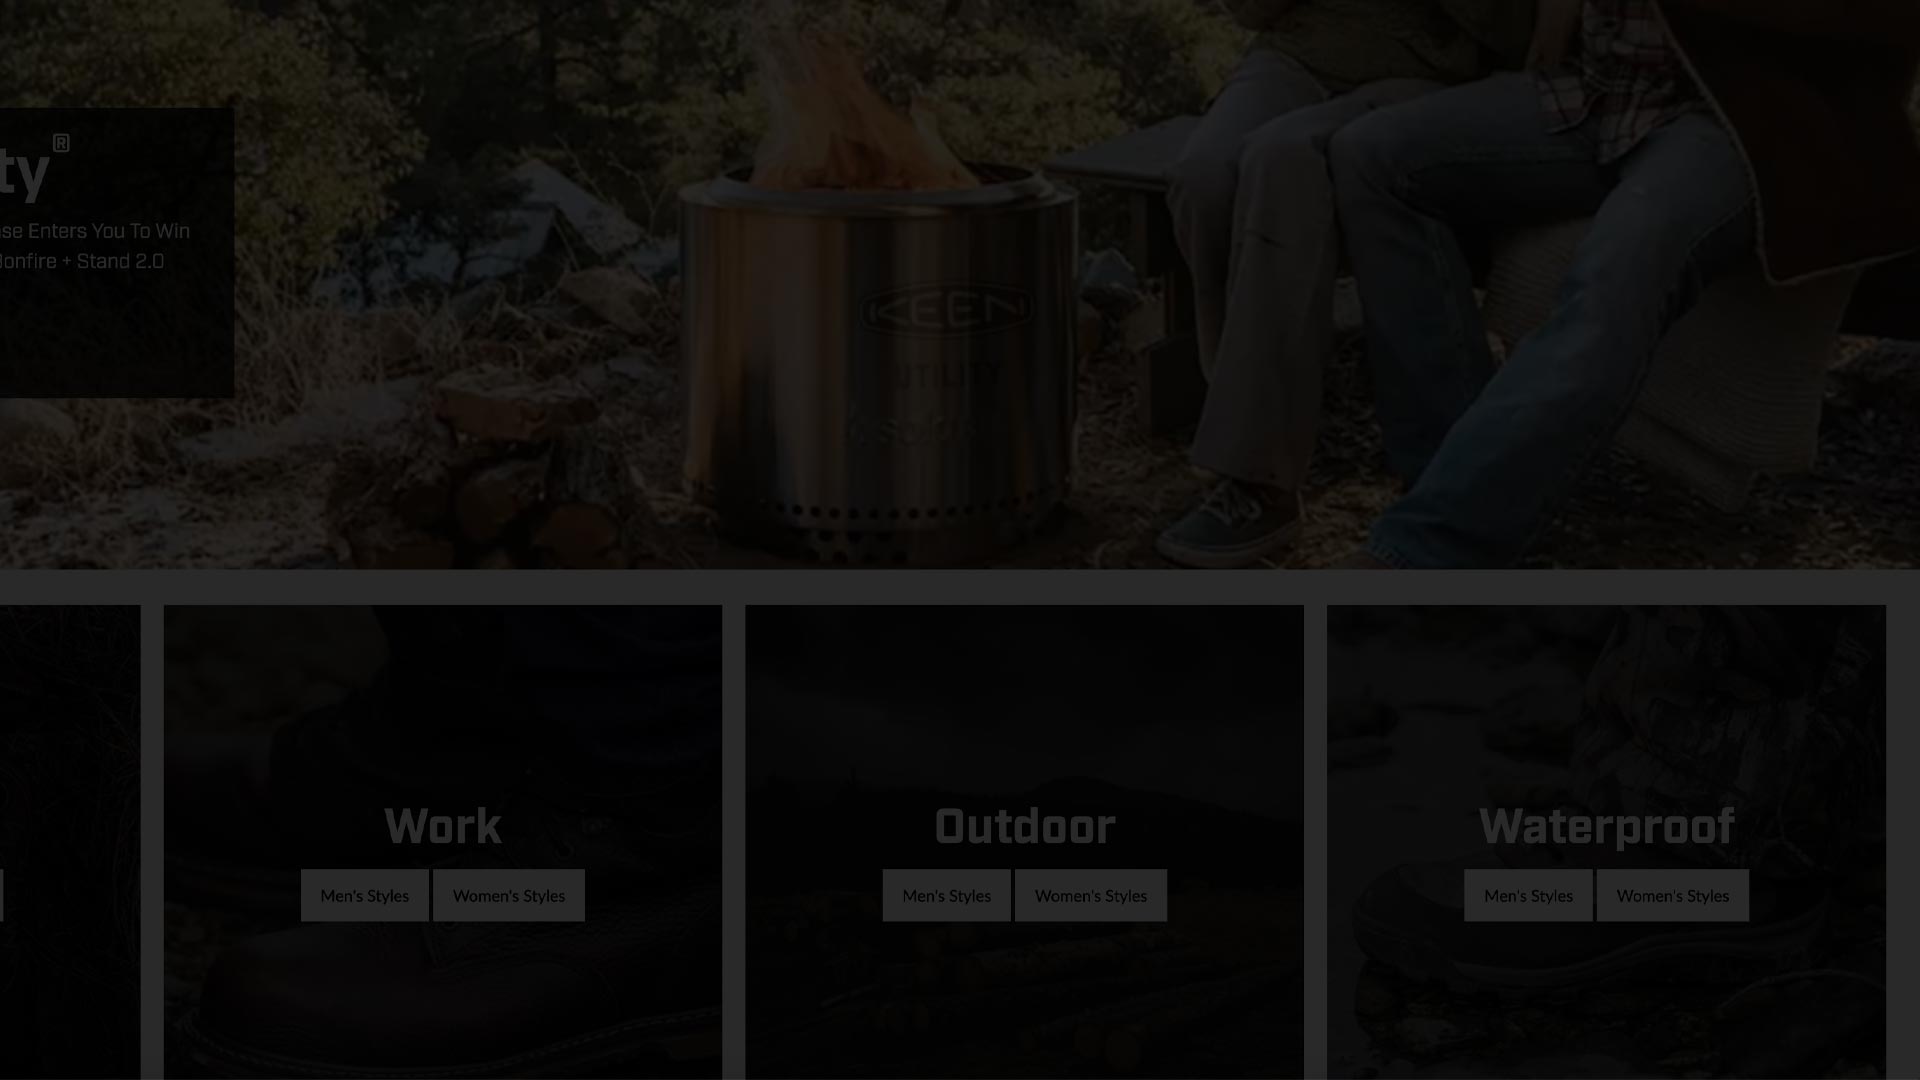 ty®
se Enters You To Win
Bonfire + Stand 2.0
KEEN
UTILITY
solo
Work
Men's Styles
Women's Styles
Outdoor
Men's Styles
Women's Styles
Waterproof
Men's Styles
Women's Styles